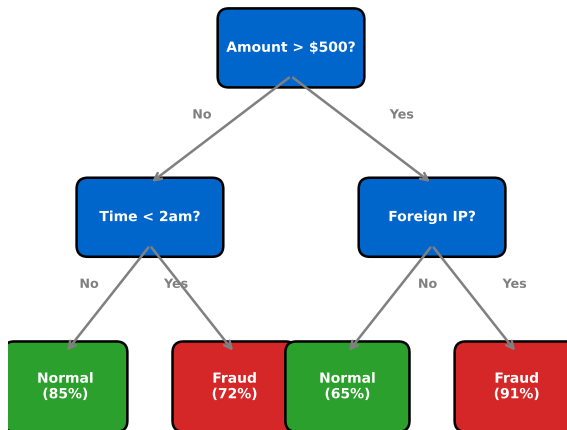 Amount > $500?
No
Yes
Time < 2am?
Foreign IP?
No
Yes
No
Yes
Normal
(85%)
Fraud
(72%)
Normal
(65%)
Fraud
(91%)